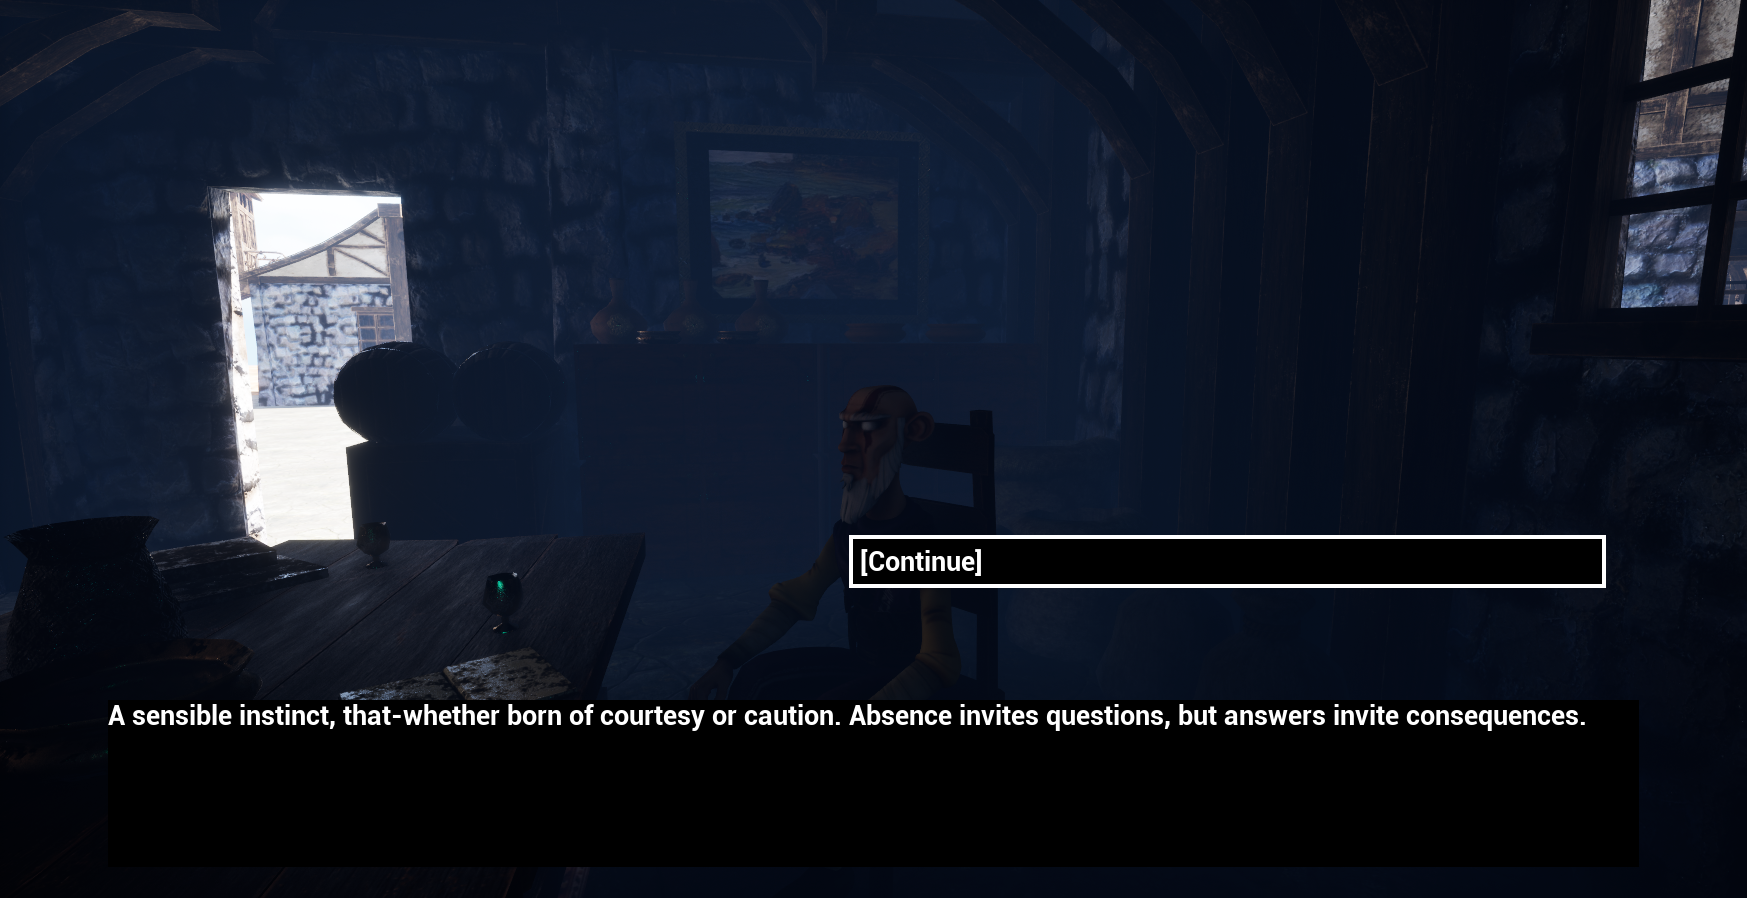 [Continue]
A sensible instinct, that-whether born of courtesy or caution. Absence invites questions, but answers invite consequences.